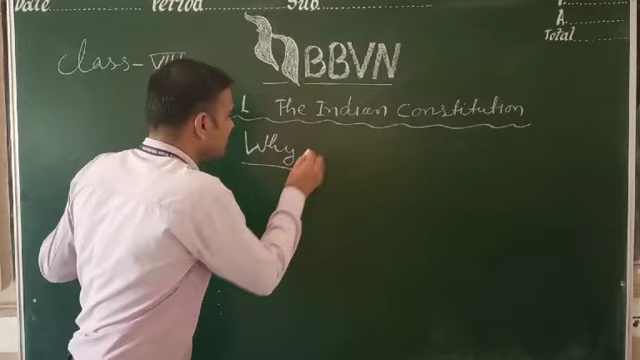 Date Period Sub.
P.
A.
Total
Class - VIII
BBVN
1 The Indian Constitution
Why